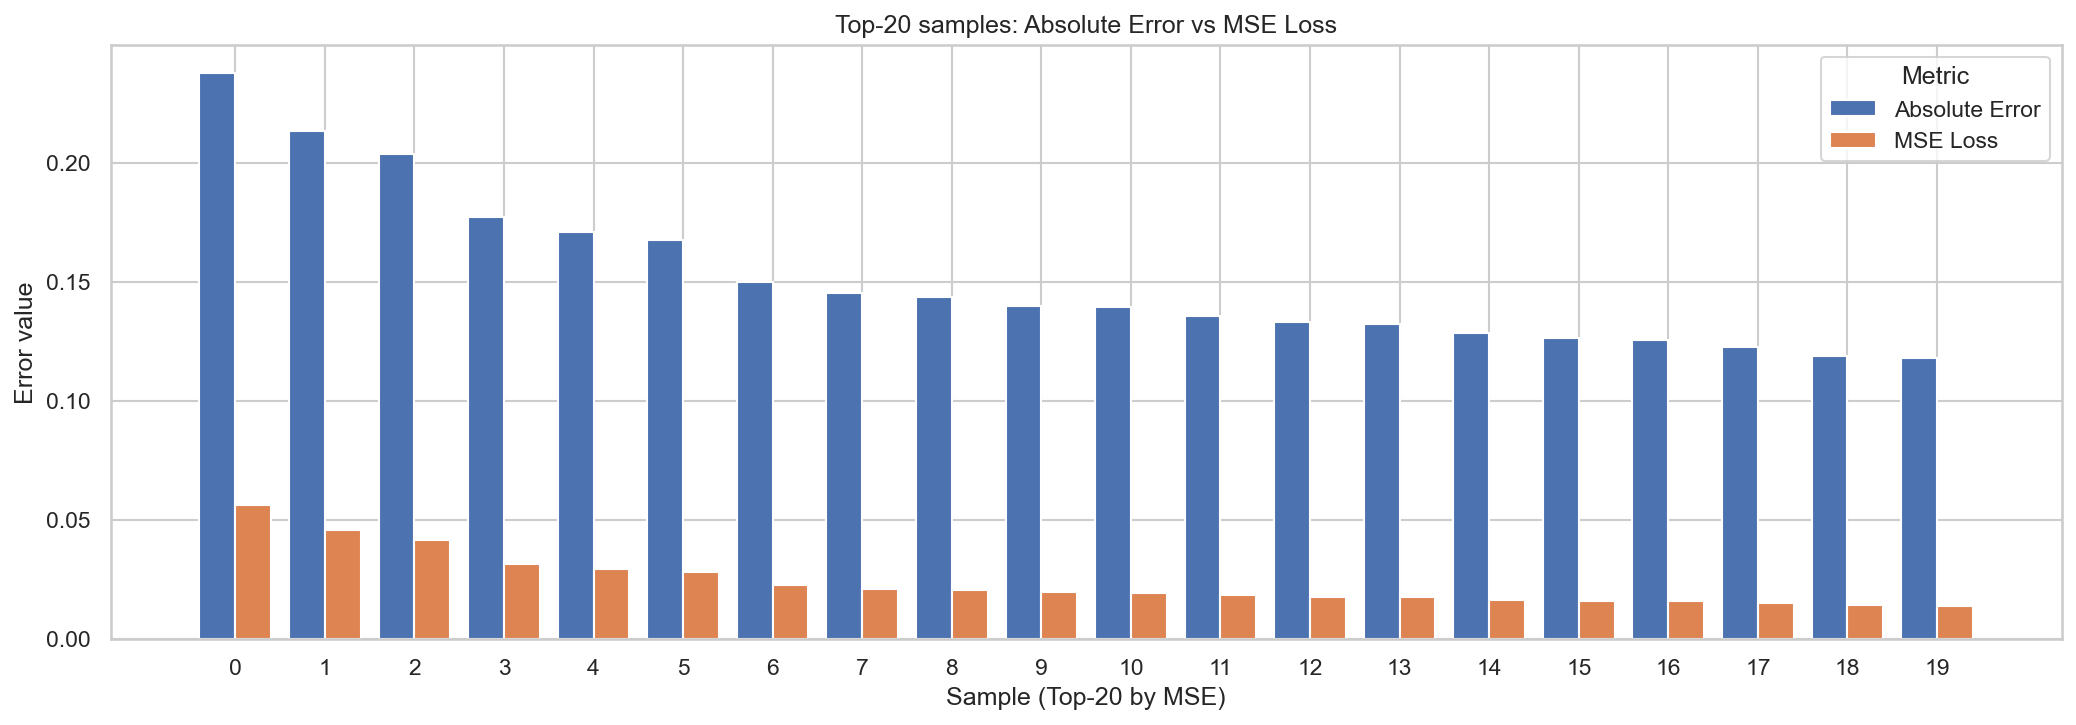 Top-20 samples: Absolute Error vs MSE Loss
Metric
Absolute Error
MSE Loss
Error value
0.20
0.15
0.10
0.05
0.00
0 1 2 3 4 5 6 7 8 9 10 11 12 13 14 15 16 17 18 19
Sample (Top-20 by MSE)